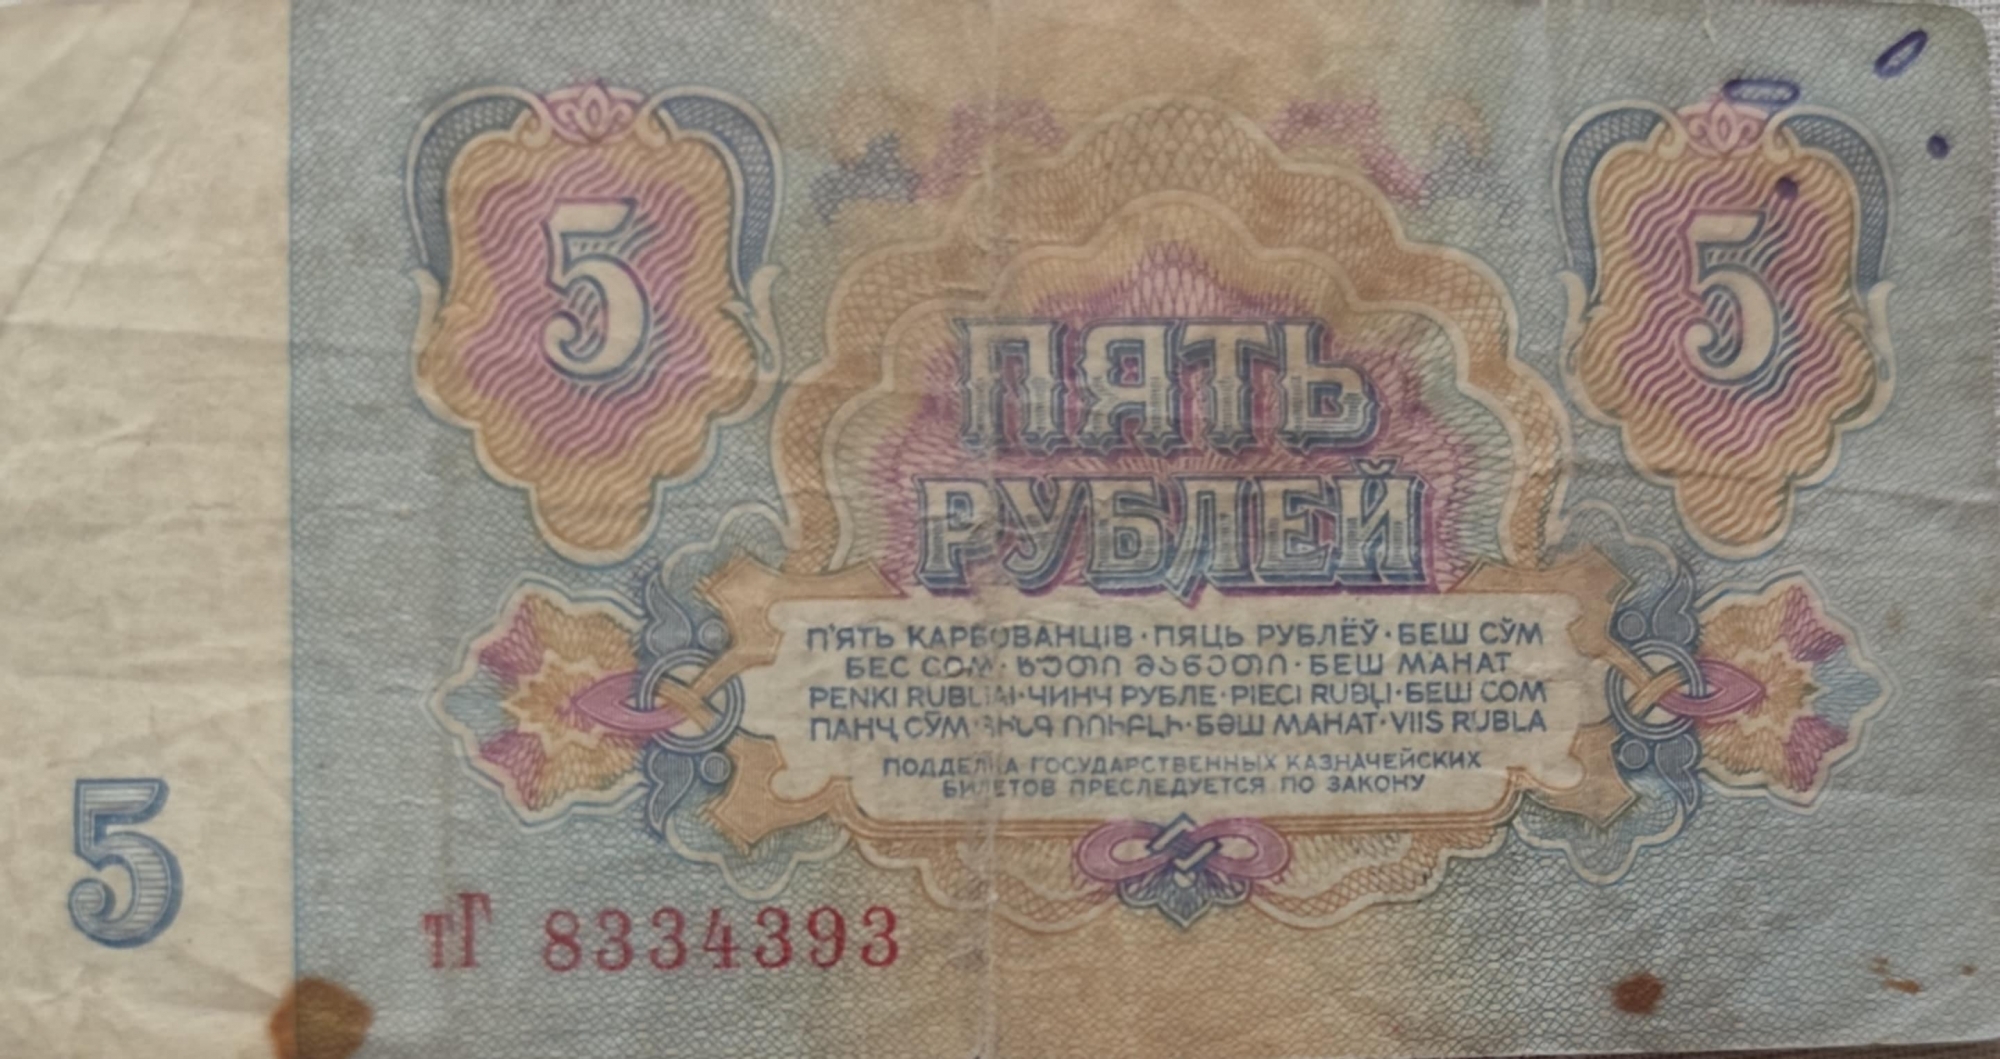 5
5
ПЯТЬ
РУБЛЕЙ
П'ЯТЬ КАРБОВАНЦІВ · ПЯЦЬ РУБЛЁЎ · БЕШ СЎМ
БЕС СОМ · ხუთი მანეთი · БЕШ МАНАТ
PENKI RUBLIAI · ЧИНЧ РУБЛЕ · PIECI RUBĻI · БЕШ СОМ
ПАНҶ СЎМ · ՀԻՆԳ ՌՈՒԲԼԻ · БӘШ МАНАТ · VIIS RUBLA
ПОДДЕЛКА ГОСУДАРСТВЕННЫХ КАЗНАЧЕЙСКИХ
БИЛЕТОВ ПРЕСЛЕДУЕТСЯ ПО ЗАКОНУ
5
тГ 8334393